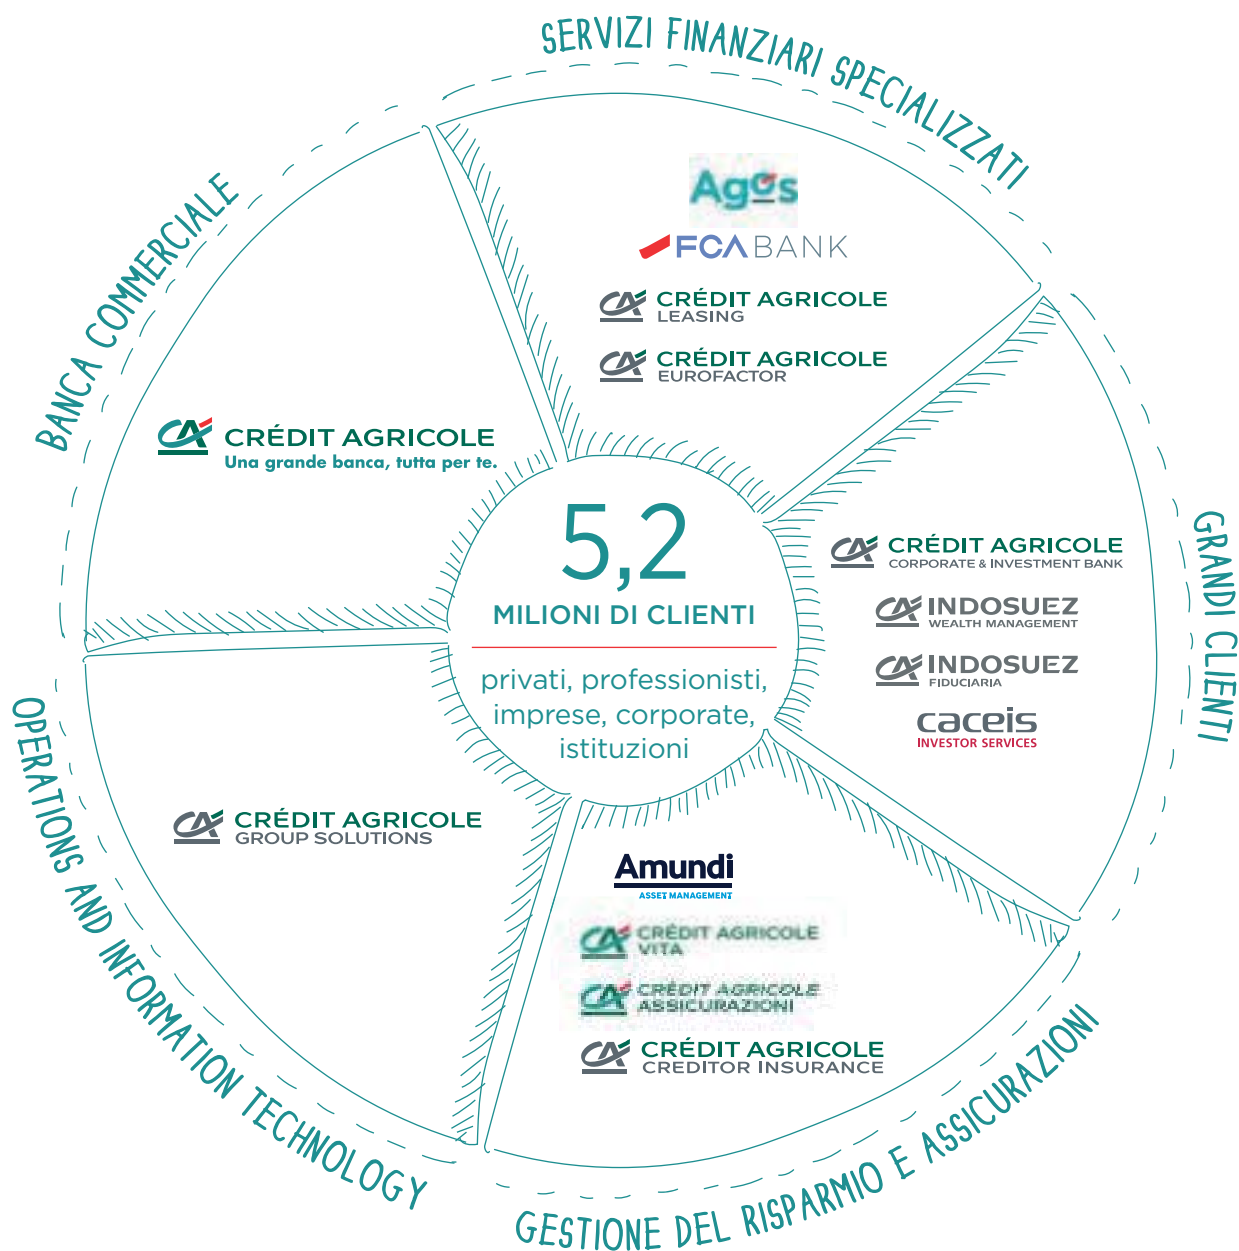 SERVIZI FINANZIARI SPECIALIZZATI
Agos
FCA BANK
CRÉDIT AGRICOLE
LEASING
CRÉDIT AGRICOLE
EUROFACTOR
BANCA COMMERCIALE
CRÉDIT AGRICOLE
Una grande banca, tutta per te.
5,2
MILIONI DI CLIENTI
privati, professionisti,
imprese, corporate,
istituzioni
GRANDI CLIENTI
CRÉDIT AGRICOLE
CORPORATE & INVESTMENT BANK
INDOSUEZ
WEALTH MANAGEMENT
INDOSUEZ
FIDUCIARIA
caceis
INVESTOR SERVICES
OPERATIONS AND INFORMATION TECHNOLOGY
CRÉDIT AGRICOLE
GROUP SOLUTIONS
Amundi
ASSET MANAGEMENT
CRÉDIT AGRICOLE
VITA
CRÉDIT AGRICOLE
ASSICURAZIONI
CRÉDIT AGRICOLE
CREDITOR INSURANCE
GESTIONE DEL RISPARMIO E ASSICURAZIONI